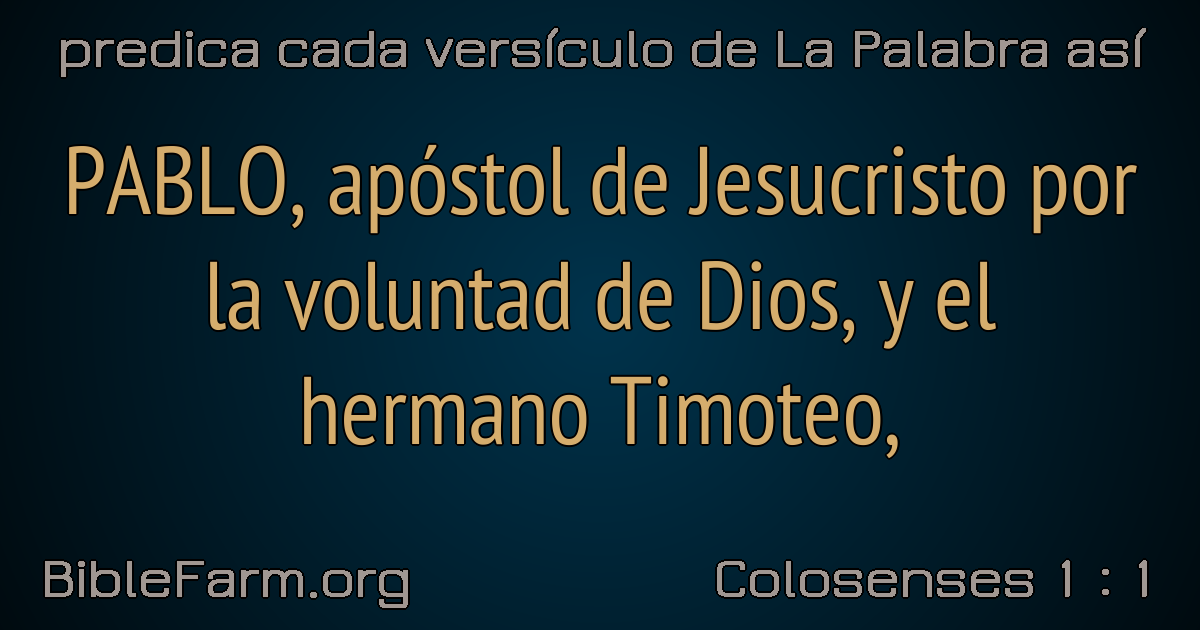 predica cada versículo de La Palabra así
PABLO, apóstol de Jesucristo por
la voluntad de Dios, y el
hermano Timoteo,
BibleFarm.org
Colosenses 1 : 1